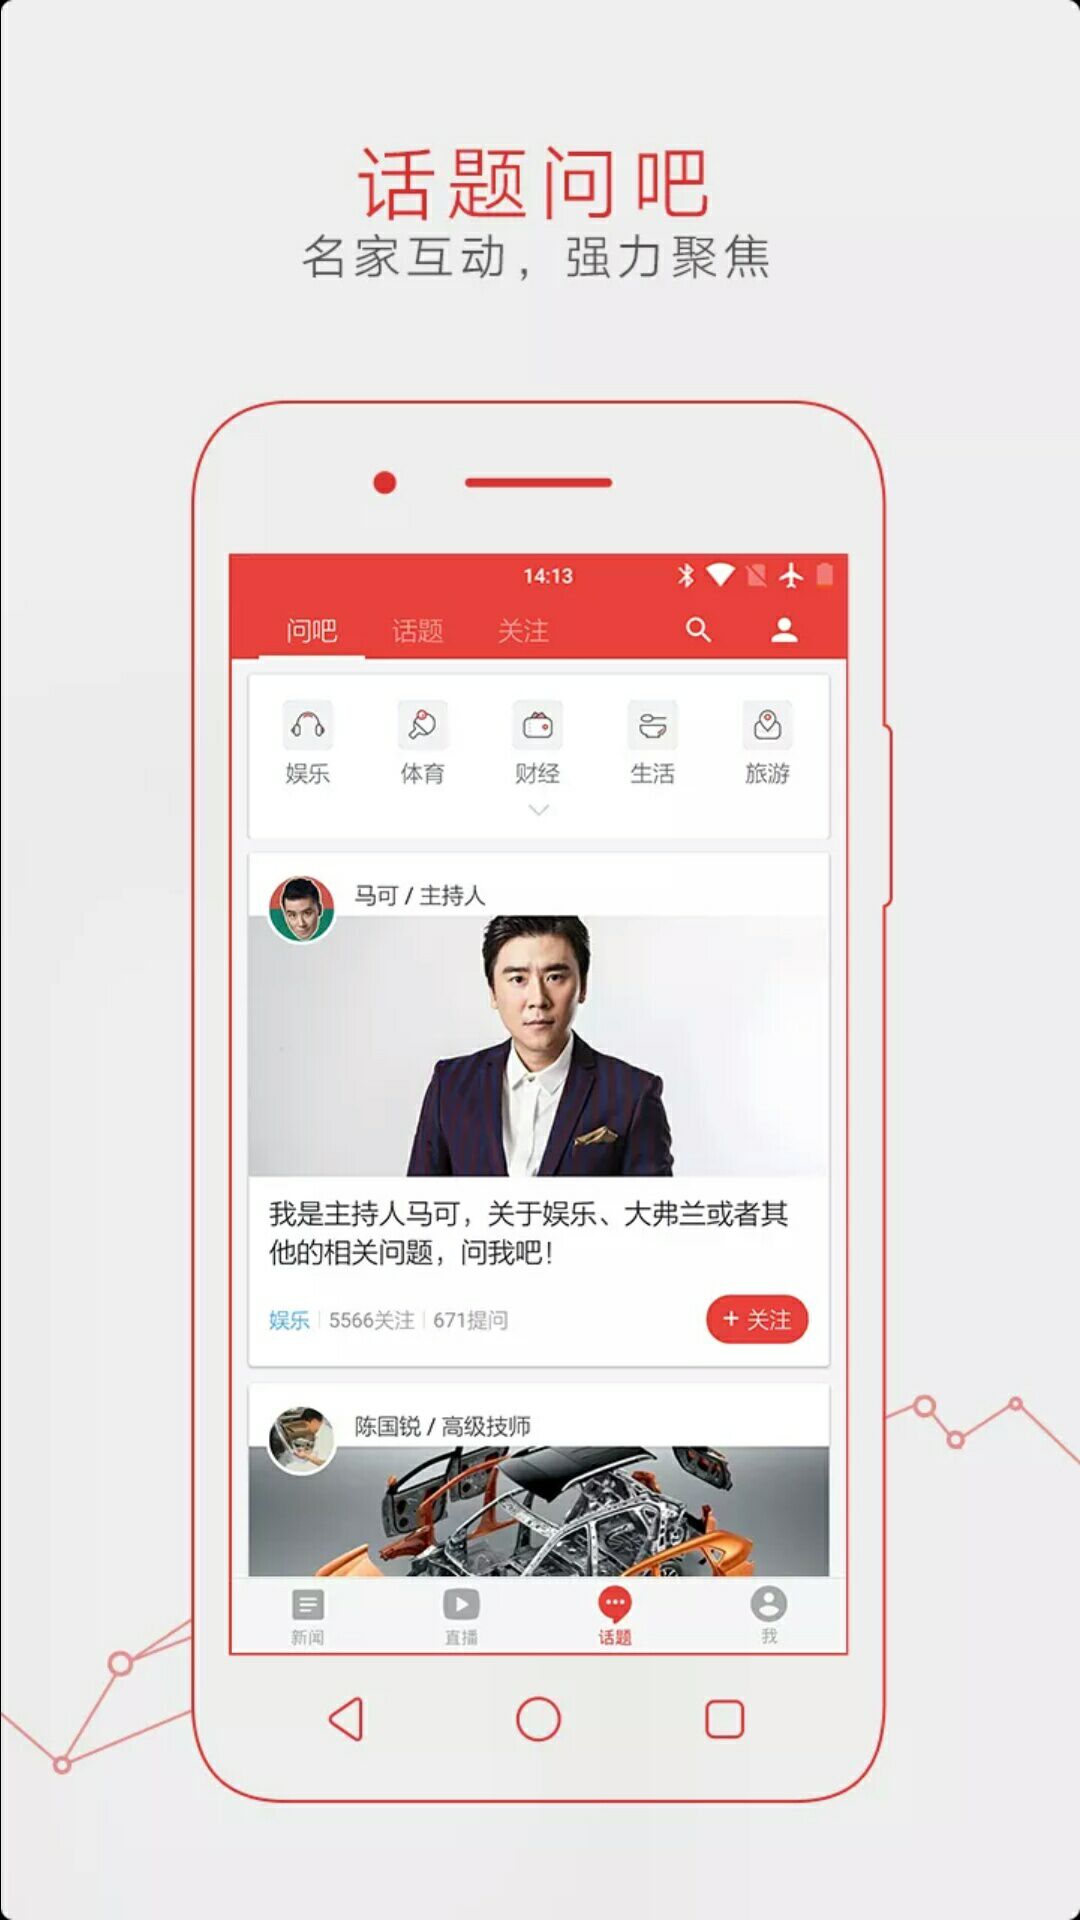 话题问吧
名家互动，强力聚焦
14:13
问吧 话题 关注
娱乐 体育 财经 生活 旅游
马可 / 主持人
我是主持人马可，关于娱乐、大弗兰或者其
他的相关问题，问我吧！
娱乐 | 5566关注 | 671提问
+ 关注
陈国锐 / 高级技师
新闻 直播 话题 我